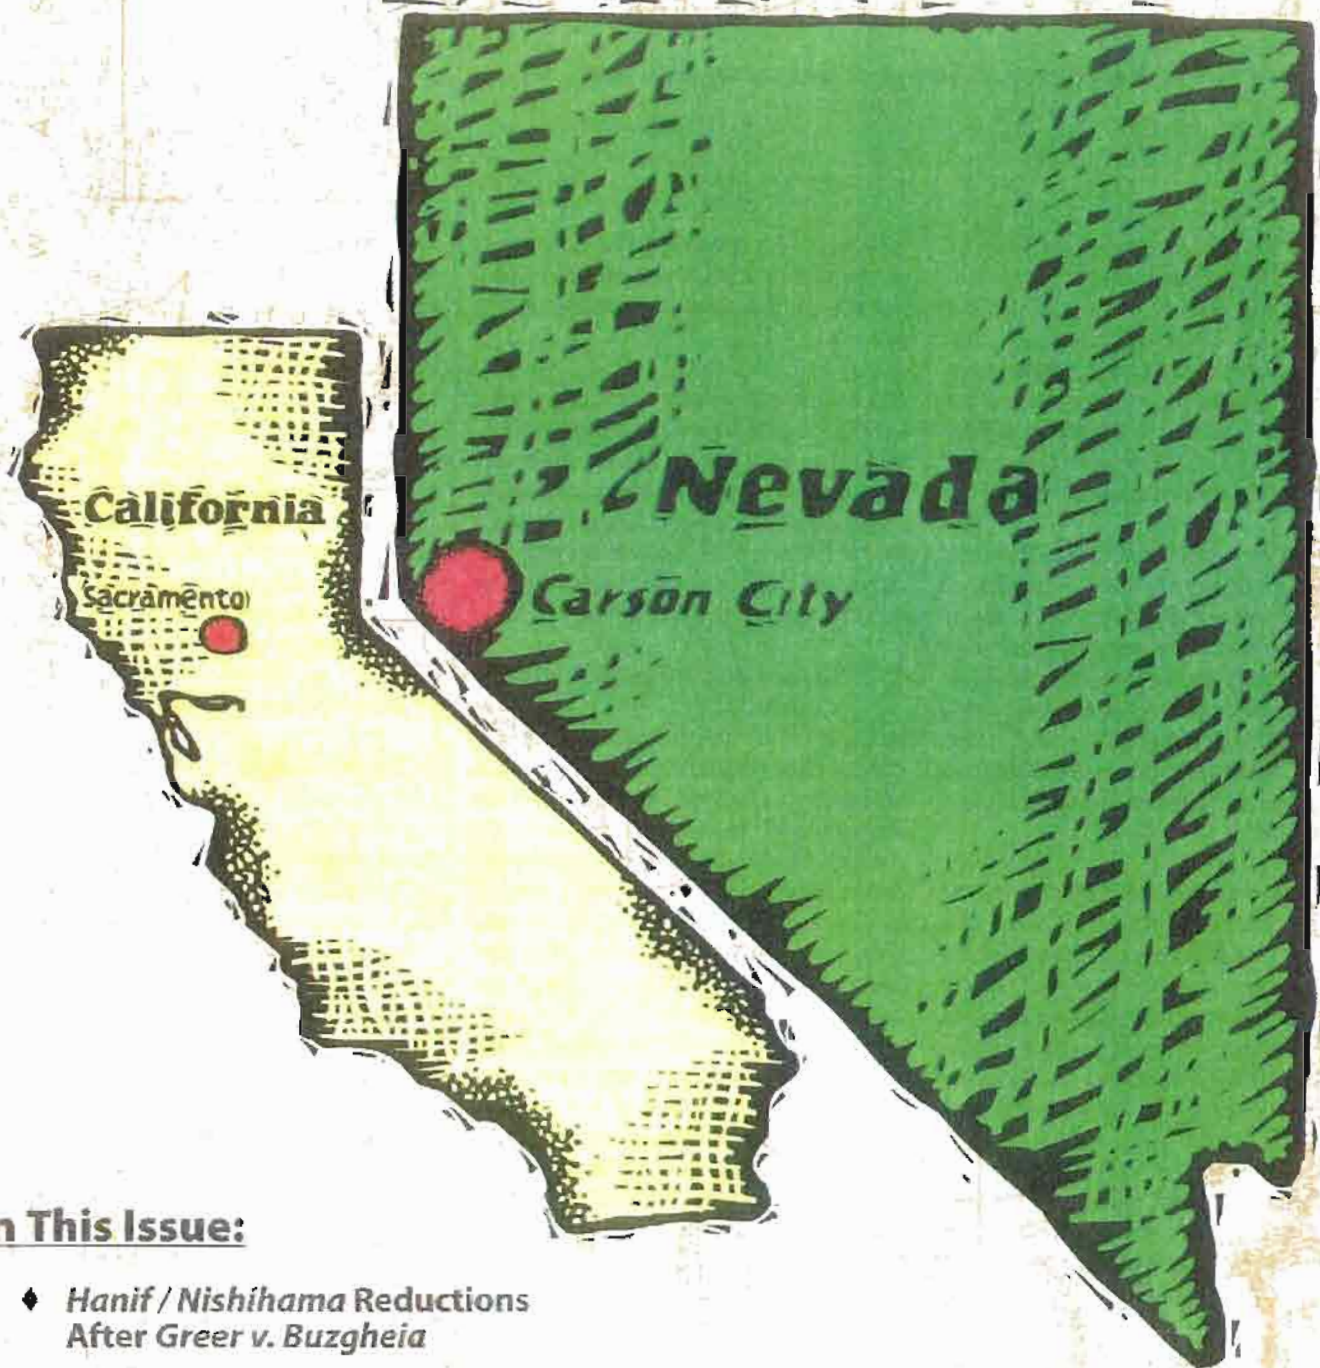 California
Sacramento
Nevada
Carson City
n This Issue:
♦ Hanif / Nishihama Reductions
After Greer v. Buzgheia